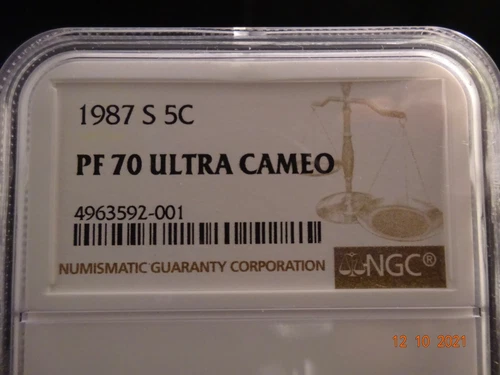 1987 S 5C
PF 70 ULTRA CAMEO
4963592-001
NUMISMATIC GUARANTY CORPORATION
NGC®
12 10 2021